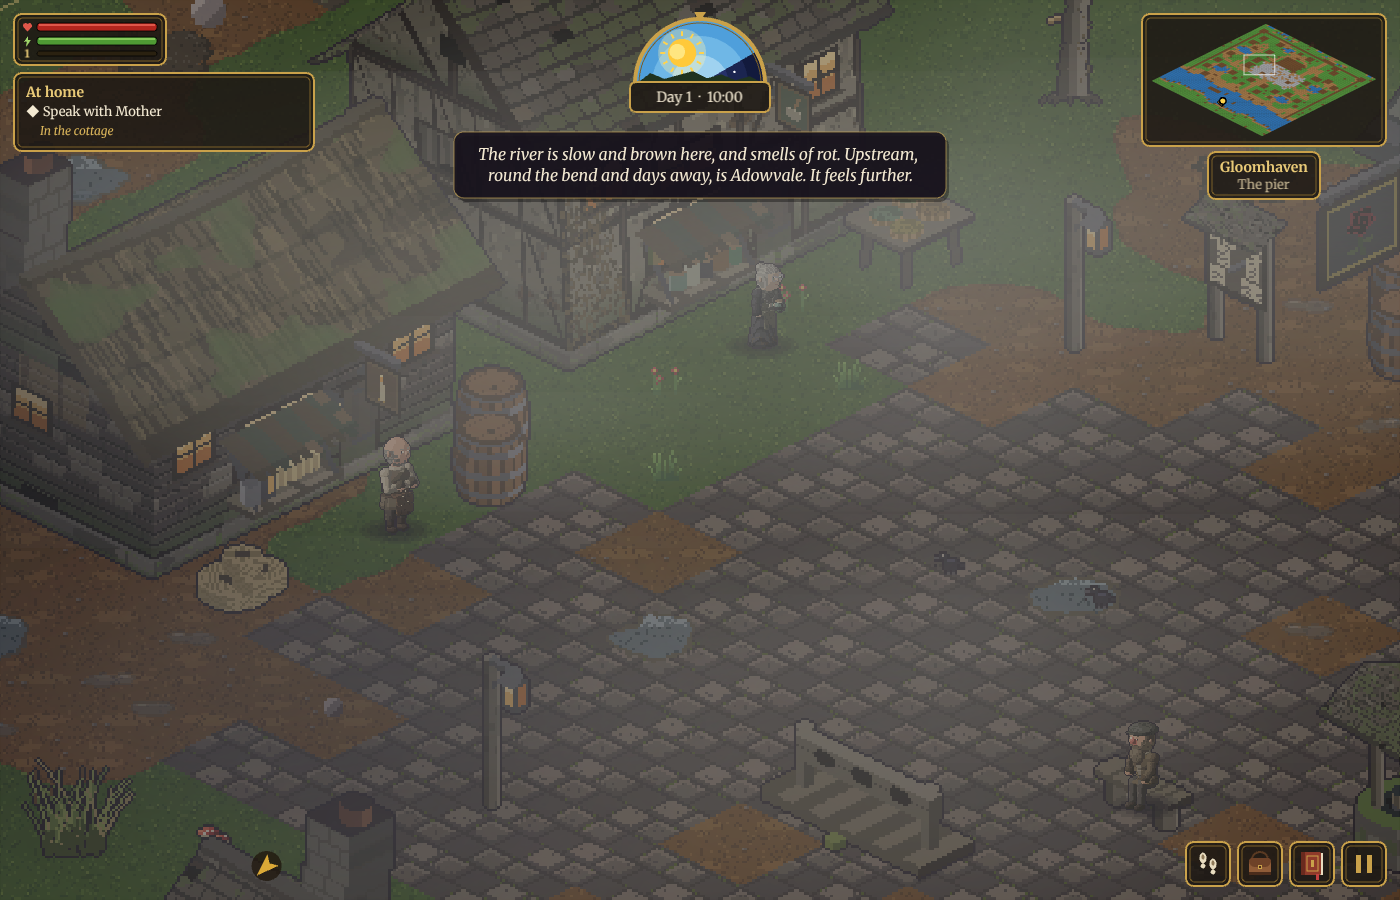 1
At home
Speak with Mother
In the cottage
Day 1 · 10:00
The river is slow and brown here, and smells of rot. Upstream,
round the bend and days away, is Adowvale. It feels further.
Gloomhaven
The pier